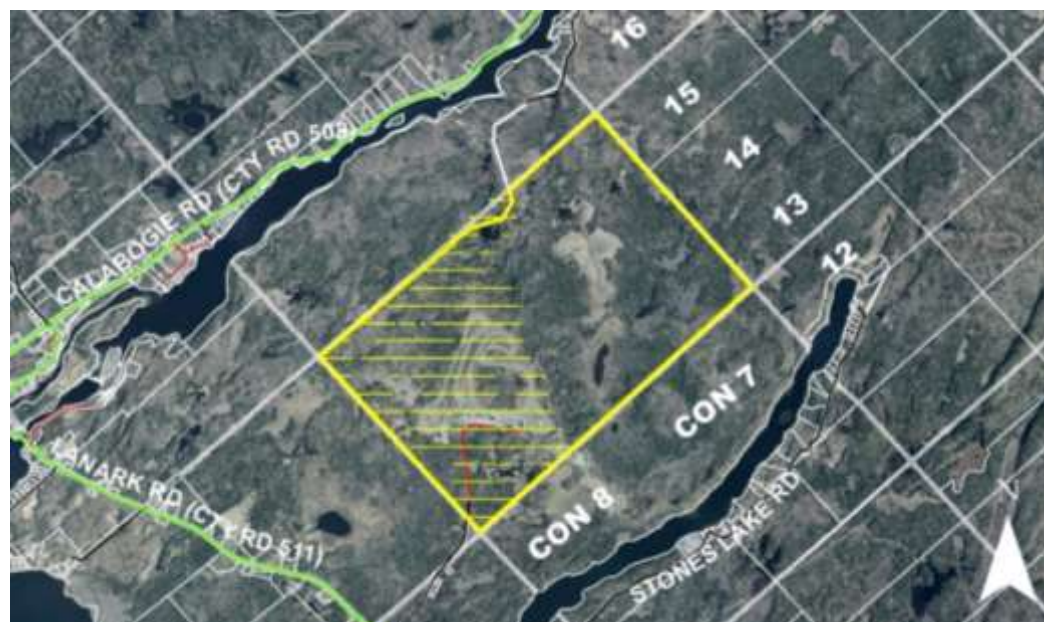 16
15
14
13
12
CALABOGIE RD (CTY RD 508)
CON 7
CON 8
LANARK RD (CTY RD 511)
STONES LAKE RD